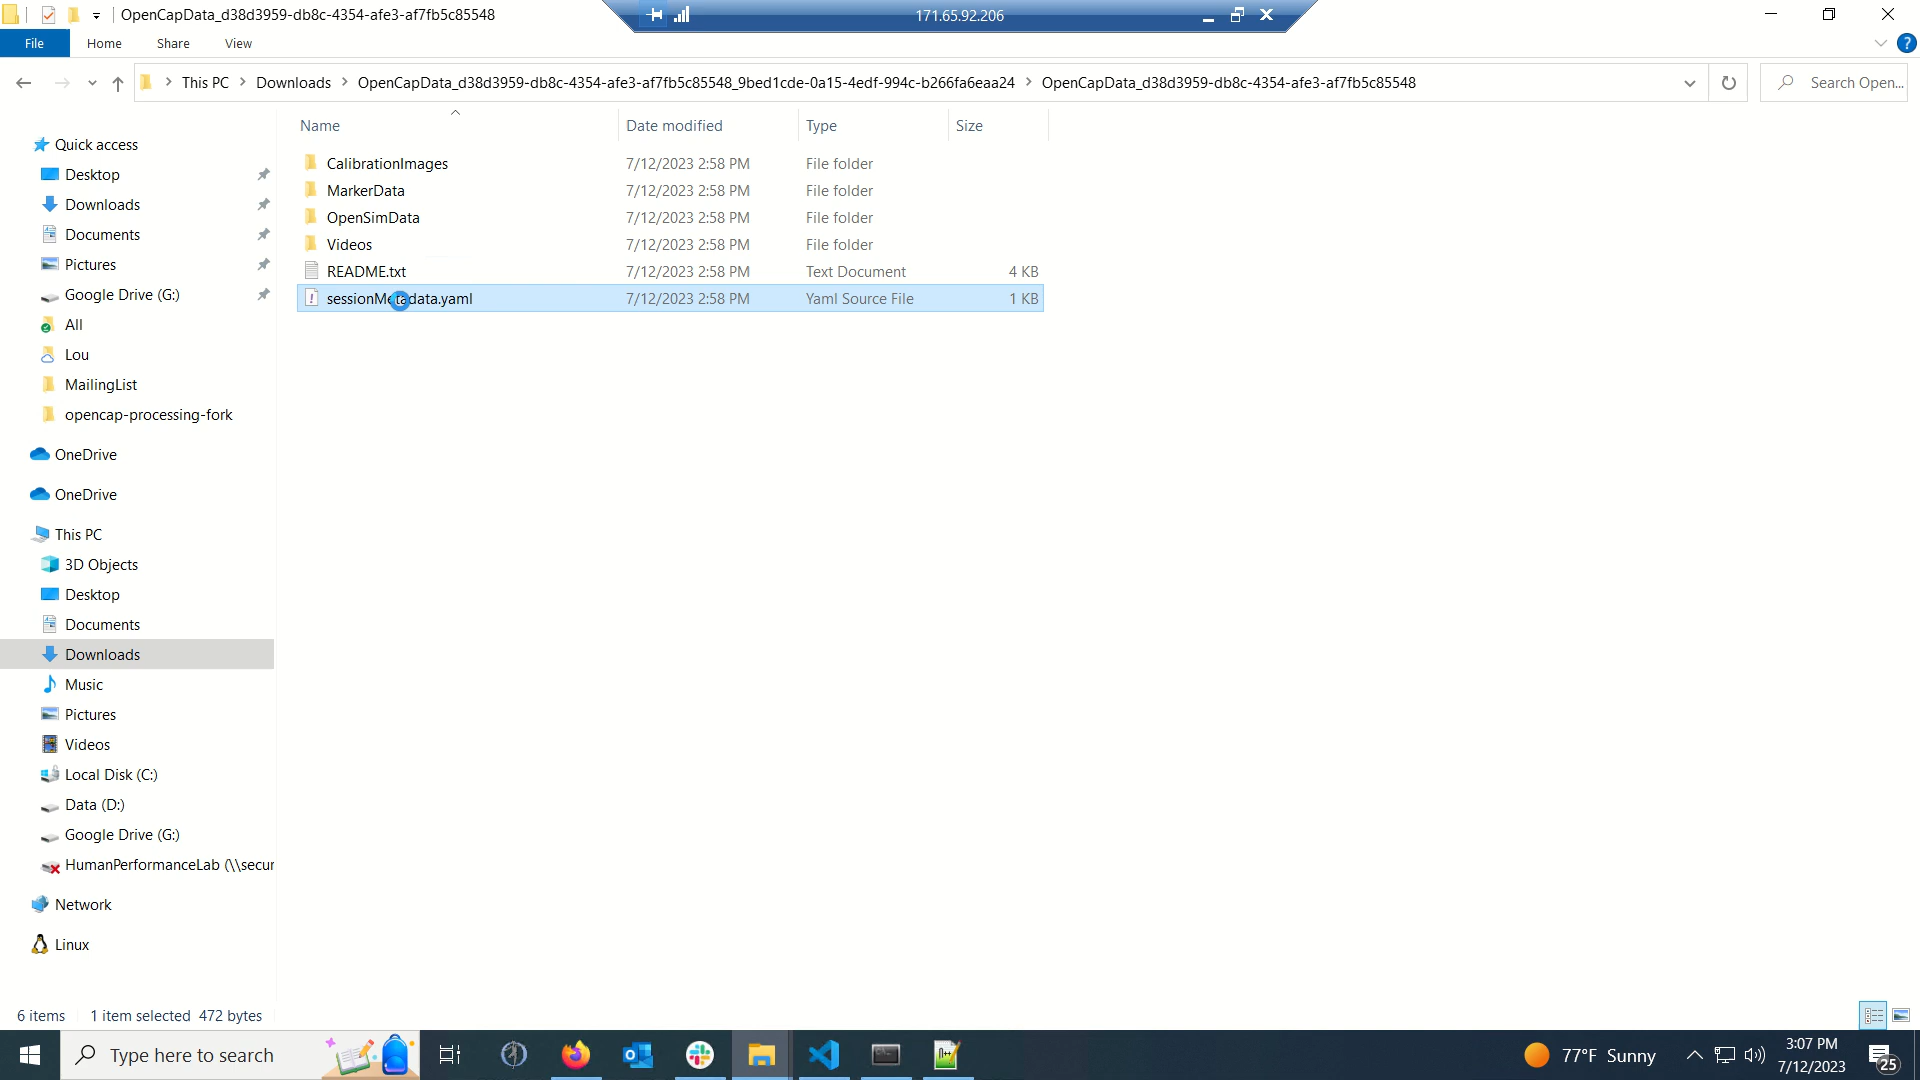 OpenCapData_d38d3959-db8c-4354-afe3-af7fb5c85548
171.65.92.206
File Home Share View
This PC > Downloads > OpenCapData_d38d3959-db8c-4354-afe3-af7fb5c85548_9bed1cde-0a15-4edf-994c-b266fa6eaa24 > OpenCapData_d38d3959-db8c-4354-afe3-af7fb5c85548
Search Open...
Name Date modified Type Size
CalibrationImages 7/12/2023 2:58 PM File folder
MarkerData 7/12/2023 2:58 PM File folder
OpenSimData 7/12/2023 2:58 PM File folder
Videos 7/12/2023 2:58 PM File folder
README.txt 7/12/2023 2:58 PM Text Document 4 KB
sessionMetadata.yaml 7/12/2023 2:58 PM Yaml Source File 1 KB
Quick access
Desktop
Downloads
Documents
Pictures
Google Drive (G:)
All
Lou
MailingList
opencap-processing-fork
OneDrive
OneDrive
This PC
3D Objects
Desktop
Documents
Downloads
Music
Pictures
Videos
Local Disk (C:)
Data (D:)
Google Drive (G:)
HumanPerformanceLab (\\secur
Network
Linux
6 items 1 item selected 472 bytes
Type here to search
77°F Sunny
3:07 PM
7/12/2023
25